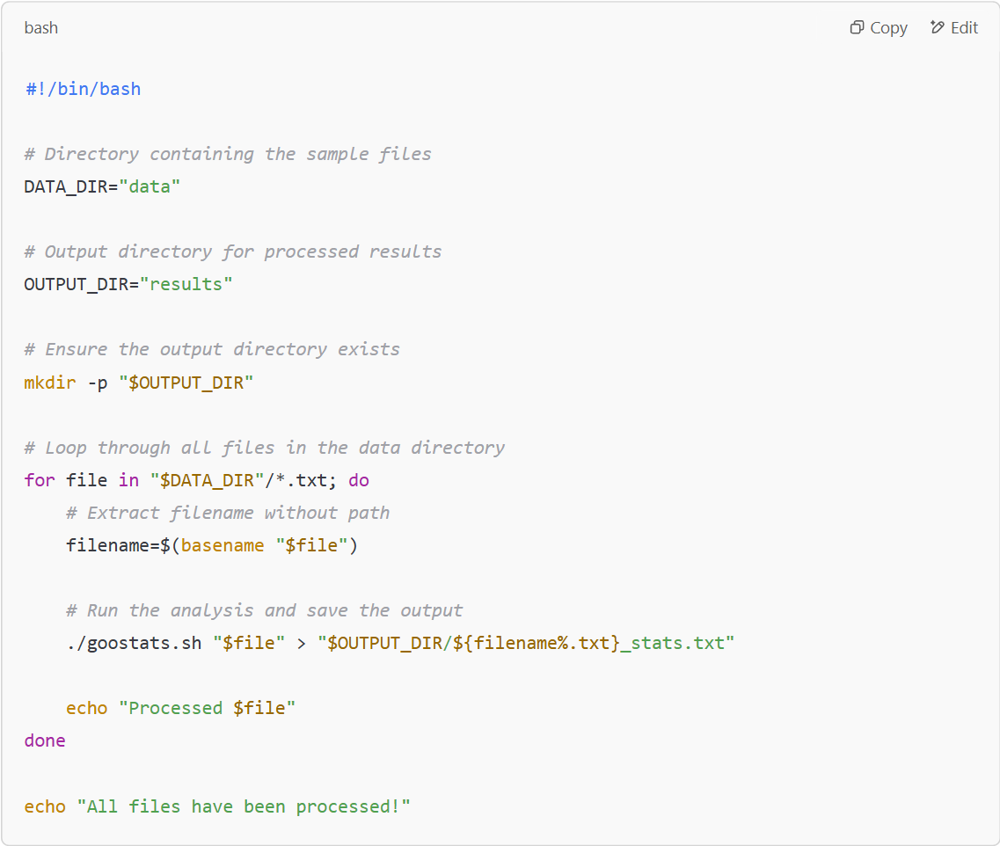 bash
Copy
Edit
#!/bin/bash
# Directory containing the sample files
DATA_DIR="data"
# Output directory for processed results
OUTPUT_DIR="results"
# Ensure the output directory exists
mkdir -p "$OUTPUT_DIR"
# Loop through all files in the data directory
for file in "$DATA_DIR"/*.txt; do
    # Extract filename without path
    filename=$(basename "$file")
    # Run the analysis and save the output
    ./goostats.sh "$file" > "$OUTPUT_DIR/${filename%.txt}_stats.txt"
    echo "Processed $file"
done
echo "All files have been processed!"